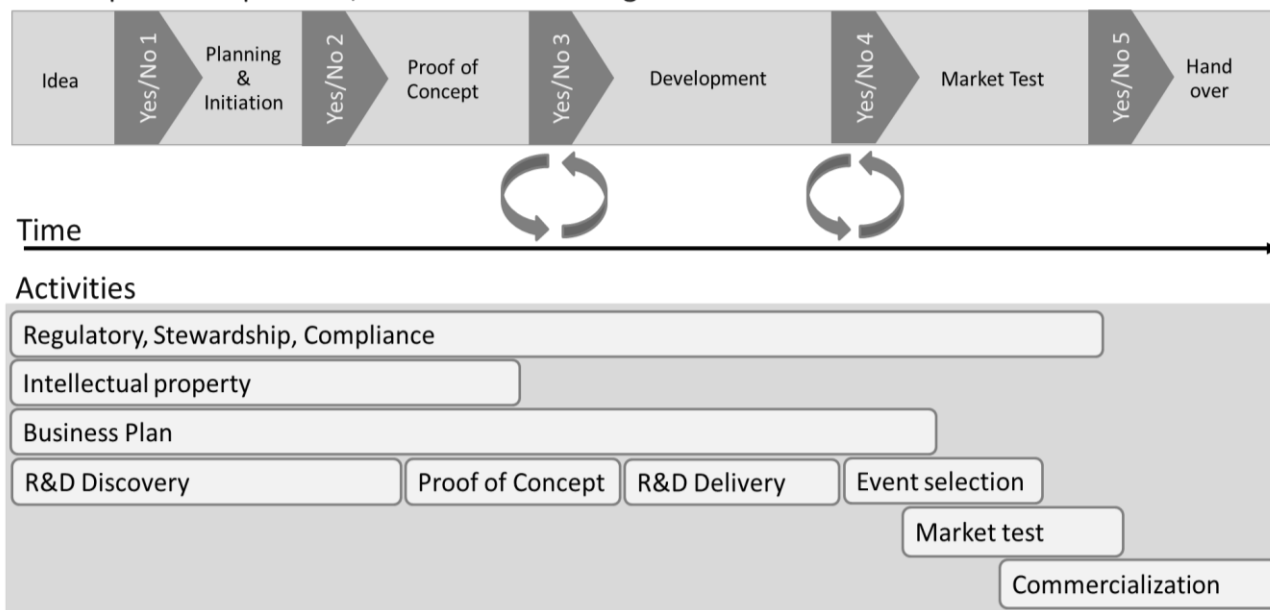 Idea
Yes/No 1
Planning
&
Initiation
Yes/No 2
Proof of
Concept
Yes/No 3
Development
Yes/No 4
Market Test
Yes/No 5
Hand
over
Time
Activities
Regulatory, Stewardship, Compliance
Intellectual property
Business Plan
R&D Discovery
Proof of Concept
R&D Delivery
Event selection
Market test
Commercialization